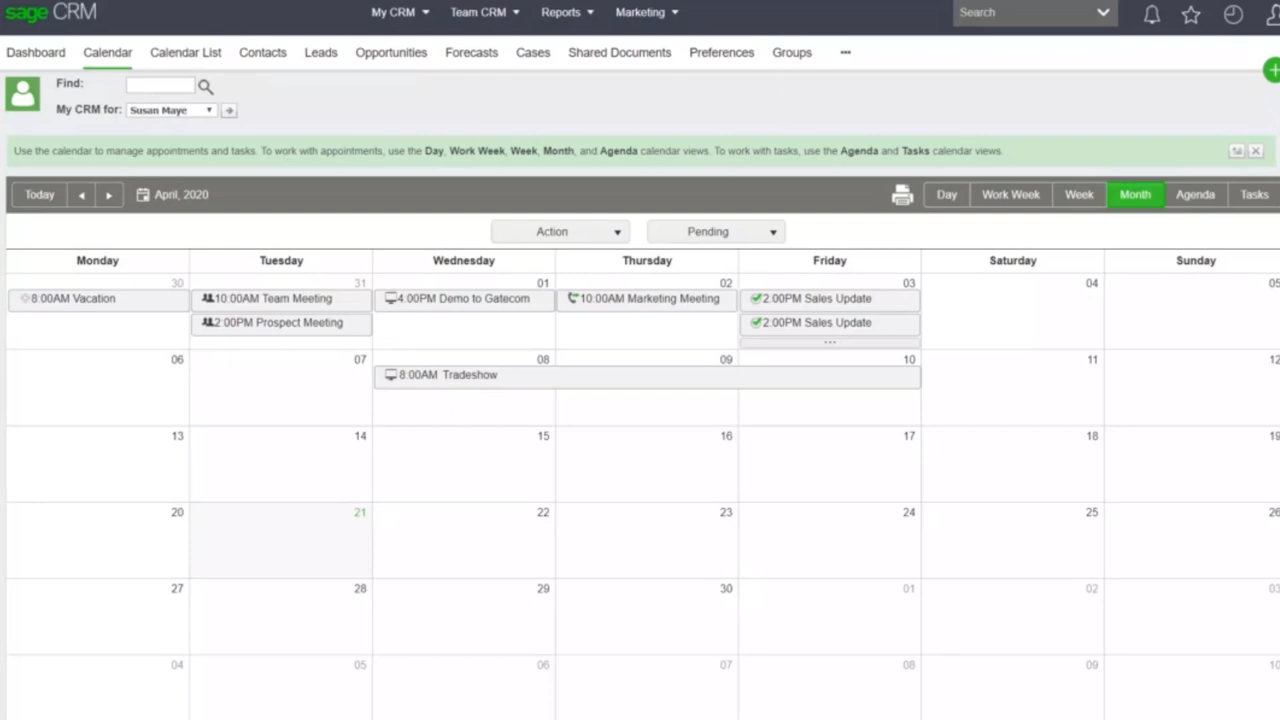 sage CRM My CRM Team CRM Reports Marketing Search
Dashboard Calendar Calendar List Contacts Leads Opportunities Forecasts Cases Shared Documents Preferences Groups ...
Find:
My CRM for: Susan Maye
Use the calendar to manage appointments and tasks. To work with appointments, use the Day, Work Week, Week, Month, and Agenda calendar views. To work with tasks, use the Agenda and Tasks calendar views.
Today April, 2020 Day Work Week Week Month Agenda Tasks
Action Pending
Monday Tuesday Wednesday Thursday Friday Saturday Sunday
30 31 01 02 03 04 05
8:00AM Vacation 10:00AM Team Meeting 4:00PM Demo to Gatecom 10:00AM Marketing Meeting 2:00PM Sales Update
2:00PM Prospect Meeting 2:00PM Sales Update
...
06 07 08 09 10 11 12
8:00AM Tradeshow
13 14 15 16 17 18 19
20 21 22 23 24 25 26
27 28 29 30 01 02 03
04 05 06 07 08 09 10